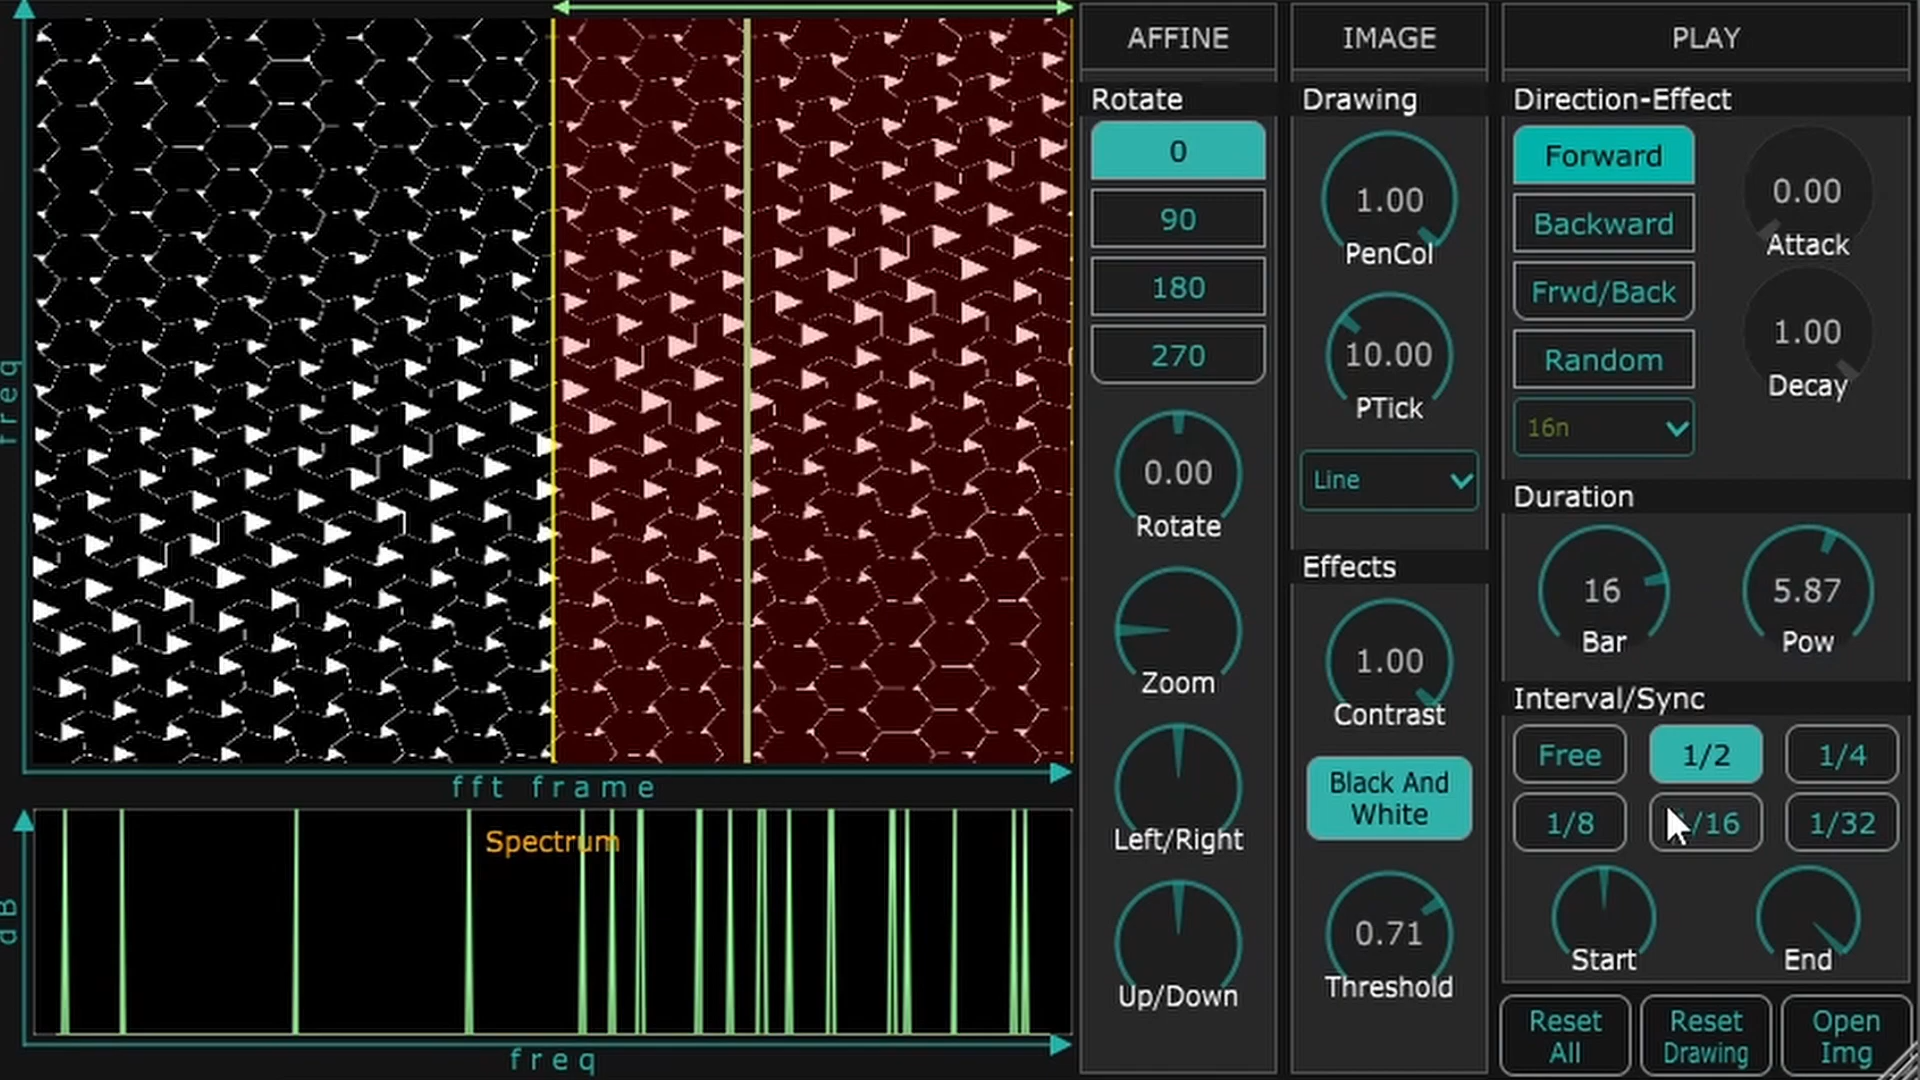 AFFINE
IMAGE
PLAY
Rotate
Drawing
Direction-Effect
0
90
180
270
0.00
Rotate
Zoom
Left/Right
Up/Down
1.00
PenCol
10.00
PTick
Line
Effects
1.00
Contrast
Black And
White
0.71
Threshold
Forward
Backward
Frwd/Back
Random
16n
0.00
Attack
1.00
Decay
Duration
16
Bar
5.87
Pow
Interval/Sync
Free
1/2
1/4
1/8
/16
1/32
Start
End
Reset
All
Reset
Drawing
Open
Img
freq
fft frame
Spectrum
dB
freq